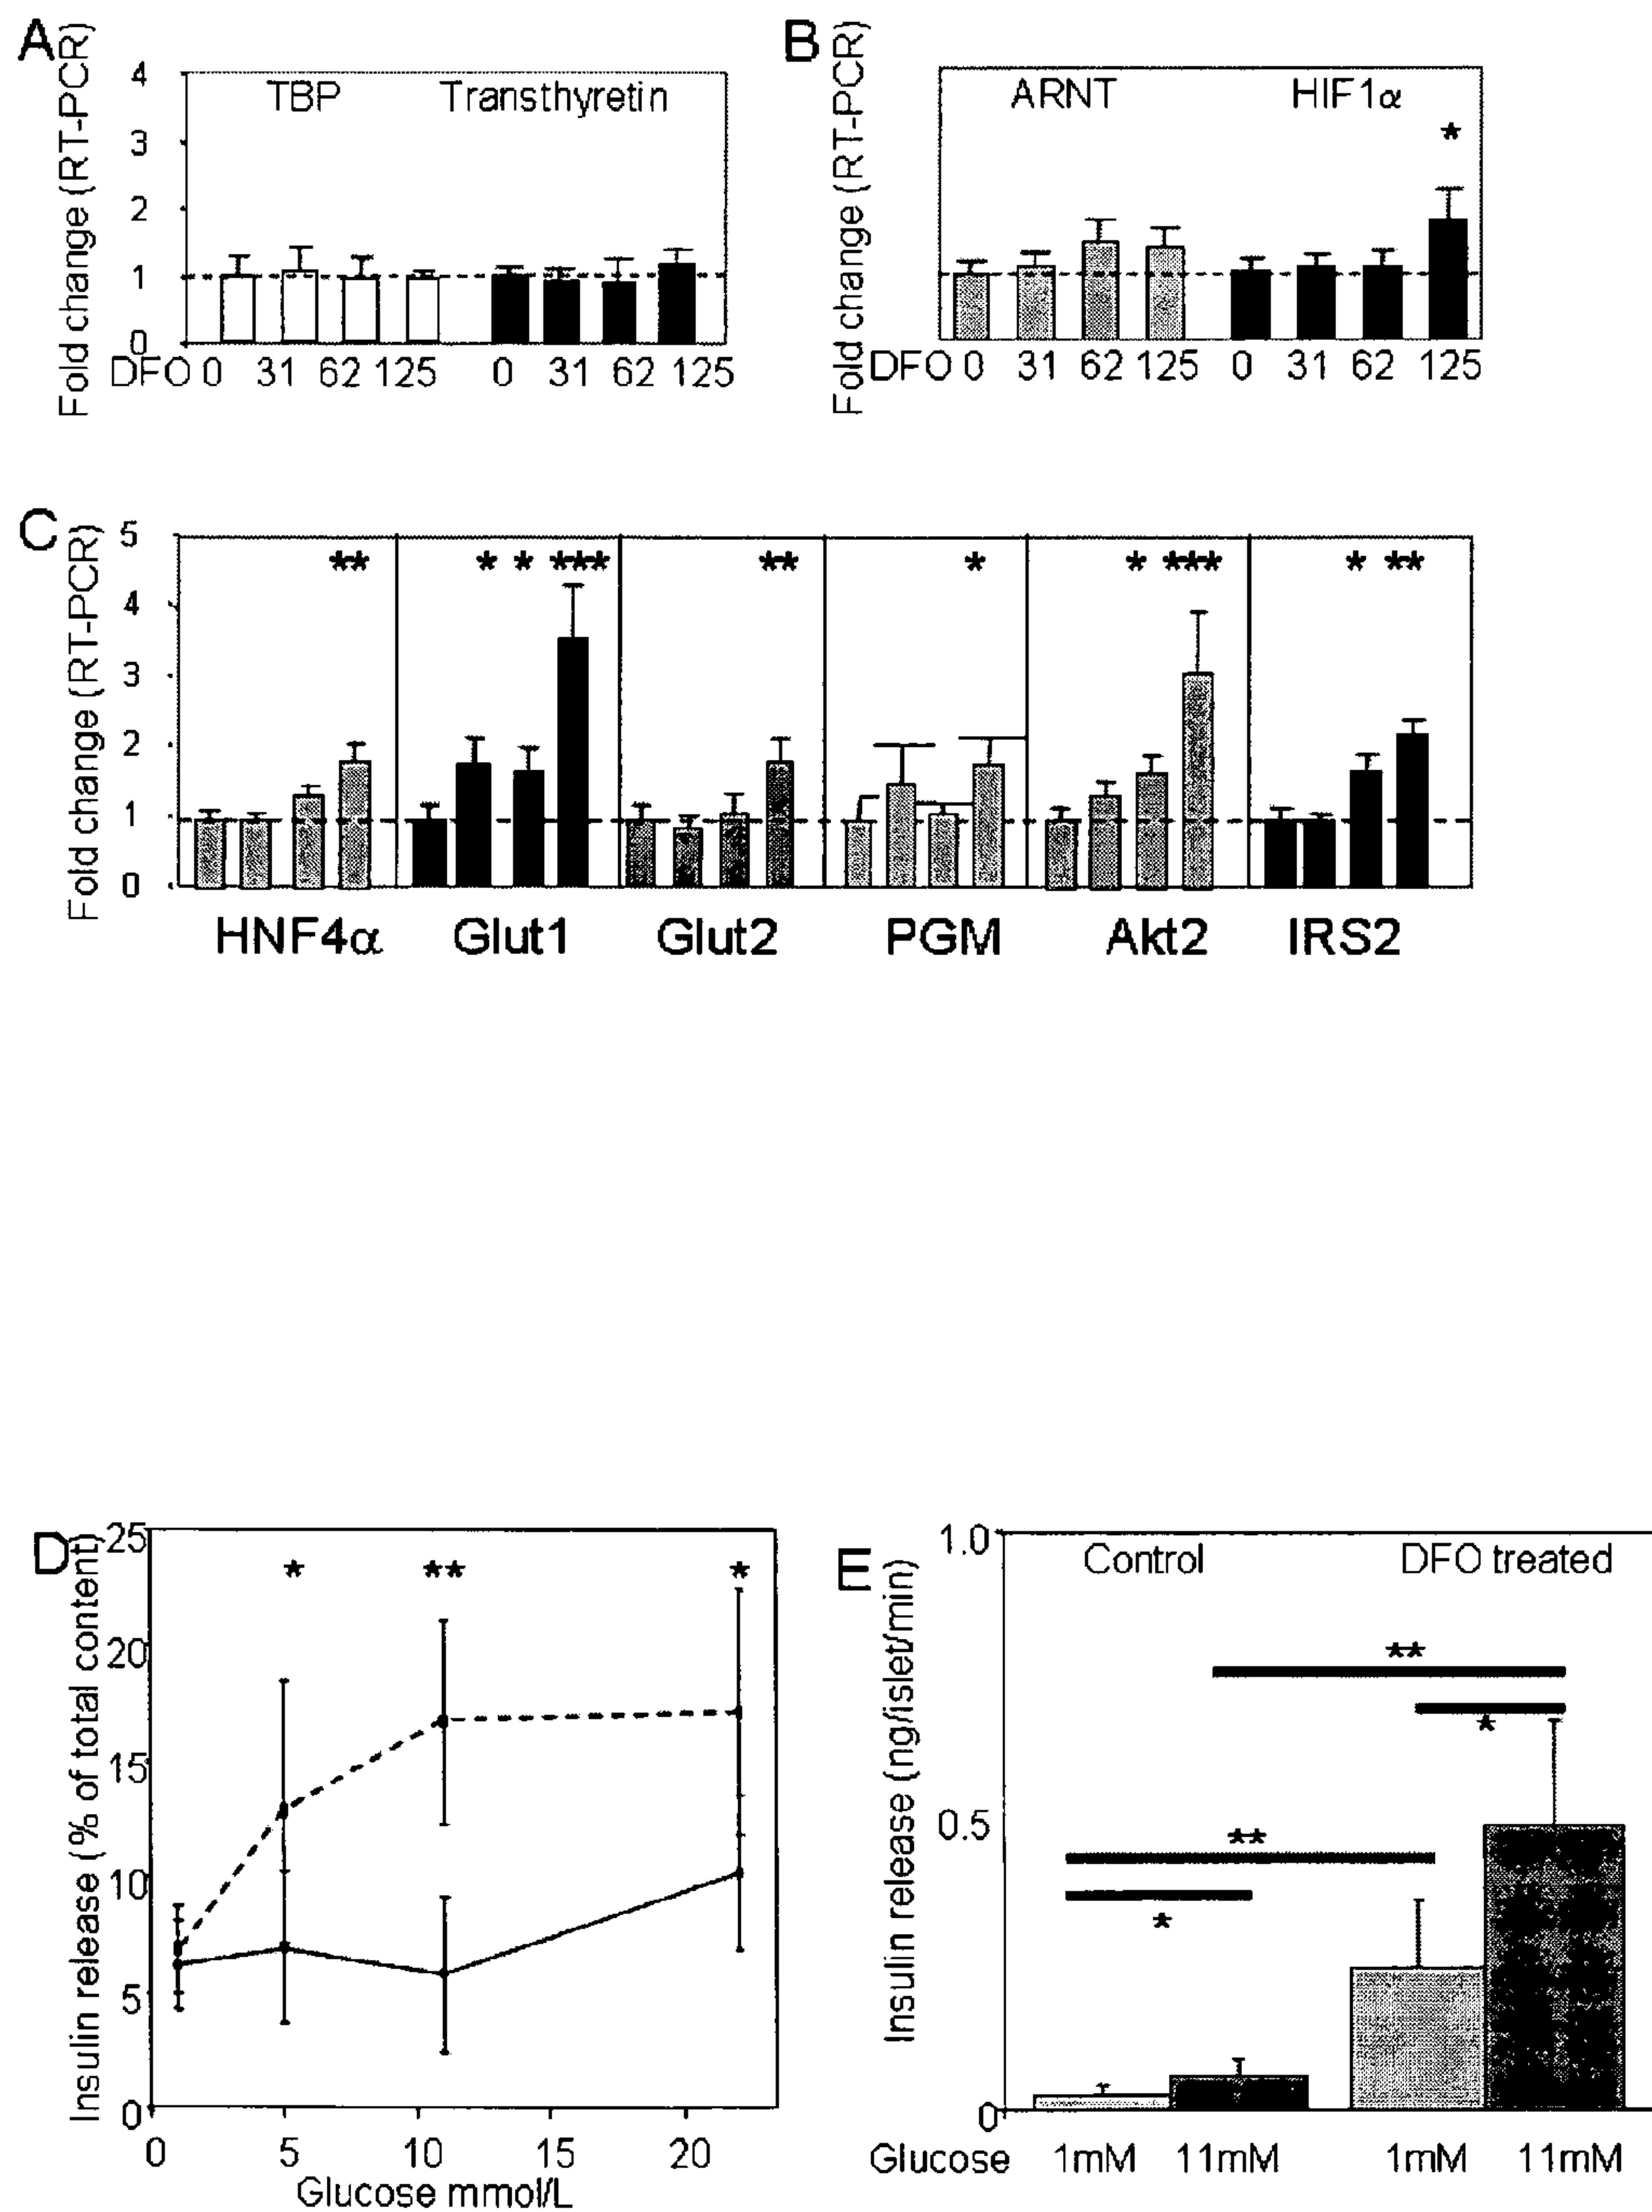 A
Fold change (RT-PCR)
4
3
2
1
0
TBP Transthyretin
DFO 0 31 62 125 0 31 62 125
B
Fold change (RT-PCR)
ARNT HIF1α
*
DFO 0 31 62 125 0 31 62 125
C
Fold change (RT-PCR)
5
4
3
2
1
0
** * * *** ** * * *** * **
HNF4α Glut1 Glut2 PGM Akt2 IRS2
D
Insulin release (% of total content)
25
20
15
10
5
0
* ** *
0 5 10 15 20
Glucose mmol/L
E
Insulin release (ng/islet/min)
1.0
0.5
0
Control DFO treated
**
*
**
*
Glucose 1mM 11mM 1mM 11mM